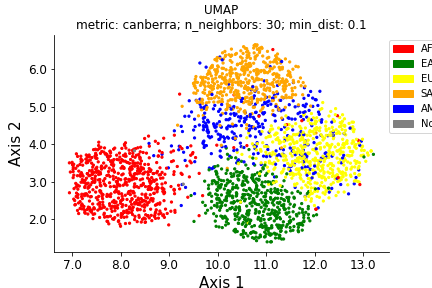 UMAP
metric: canberra; n_neighbors: 30; min_dist: 0.1
6.0
5.0
4.0
3.0
2.0
Axis 2
7.0 8.0 9.0 10.0 11.0 12.0 13.0
Axis 1
AF
EA
EU
SA
AM
No